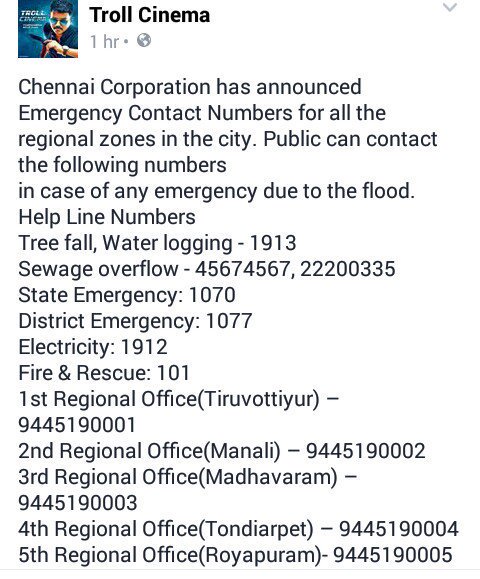 TROLL
CINEMA
Troll Cinema
1 hr •
Chennai Corporation has announced
Emergency Contact Numbers for all the
regional zones in the city. Public can contact
the following numbers
in case of any emergency due to the flood.
Help Line Numbers
Tree fall, Water logging - 1913
Sewage overflow - 45674567, 22200335
State Emergency: 1070
District Emergency: 1077
Electricity: 1912
Fire & Rescue: 101
1st Regional Office(Tiruvottiyur) –
9445190001
2nd Regional Office(Manali) – 9445190002
3rd Regional Office(Madhavaram) –
9445190003
4th Regional Office(Tondiarpet) – 9445190004
5th Regional Office(Royapuram)- 9445190005